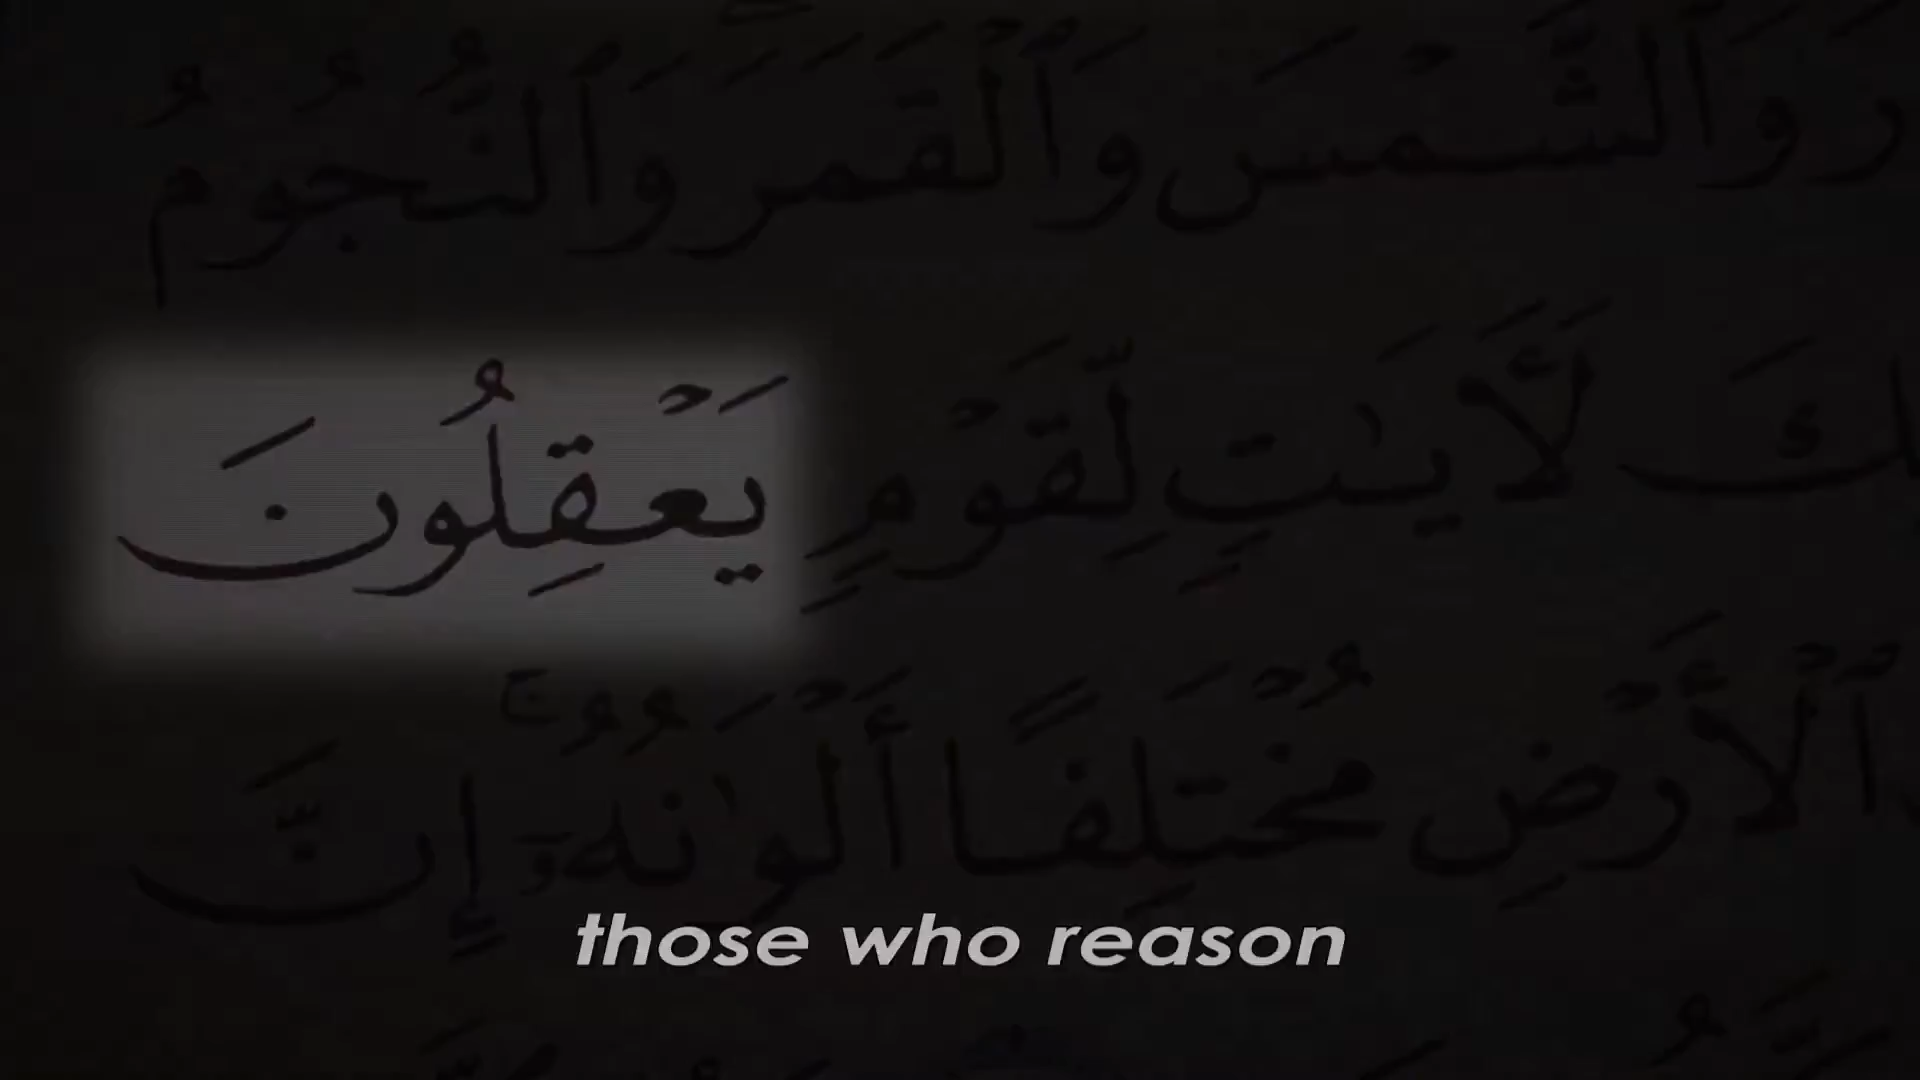 رَ وَٱلشَّمْسَ وَٱلْقَمَرَ وَٱلنُّجُومُ
لِكَ لَأٓيَـٰتٍ لِّقَوْمٍ يَعْقِلُونَ
ٱلْأَرْضِ مُخْتَلِفًا أَلْوَٰنُهُۥٓ ۚ إِنَّ
those who reason